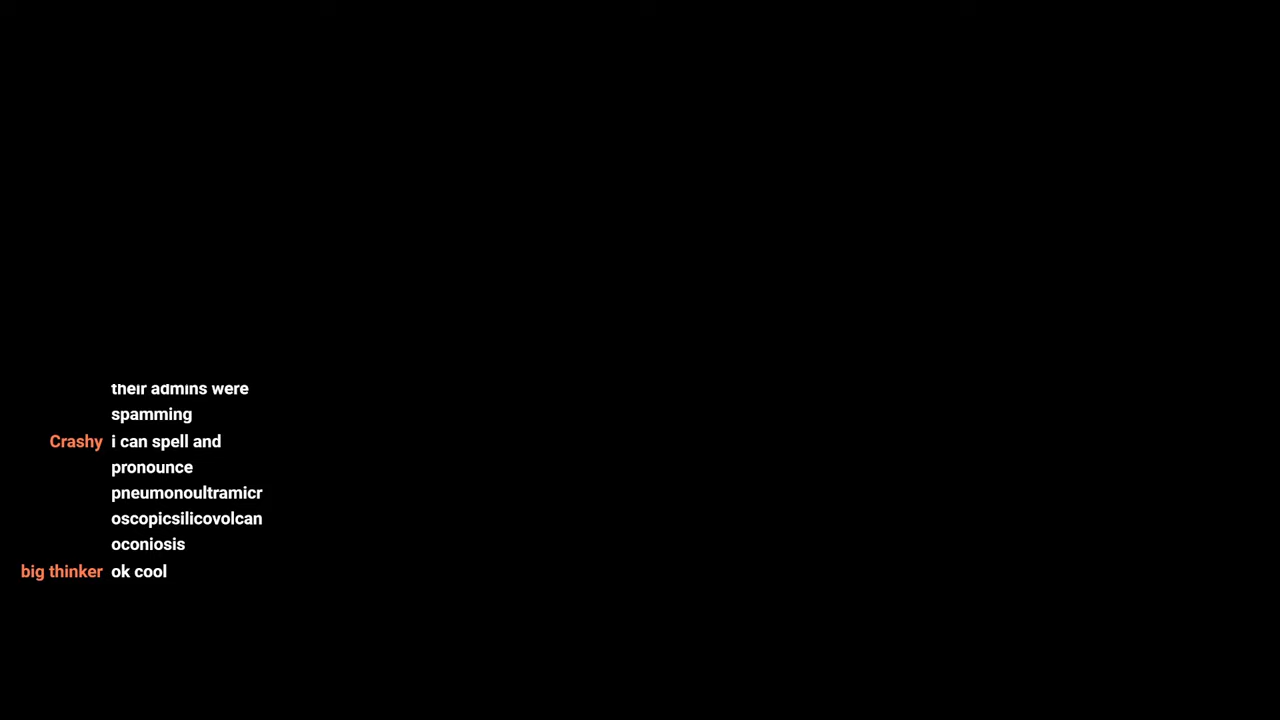 their admins were
spamming
Crashy i can spell and
pronounce
pneumonoultramicr
oscopicsilicovolcan
oconiosis
big thinker ok cool